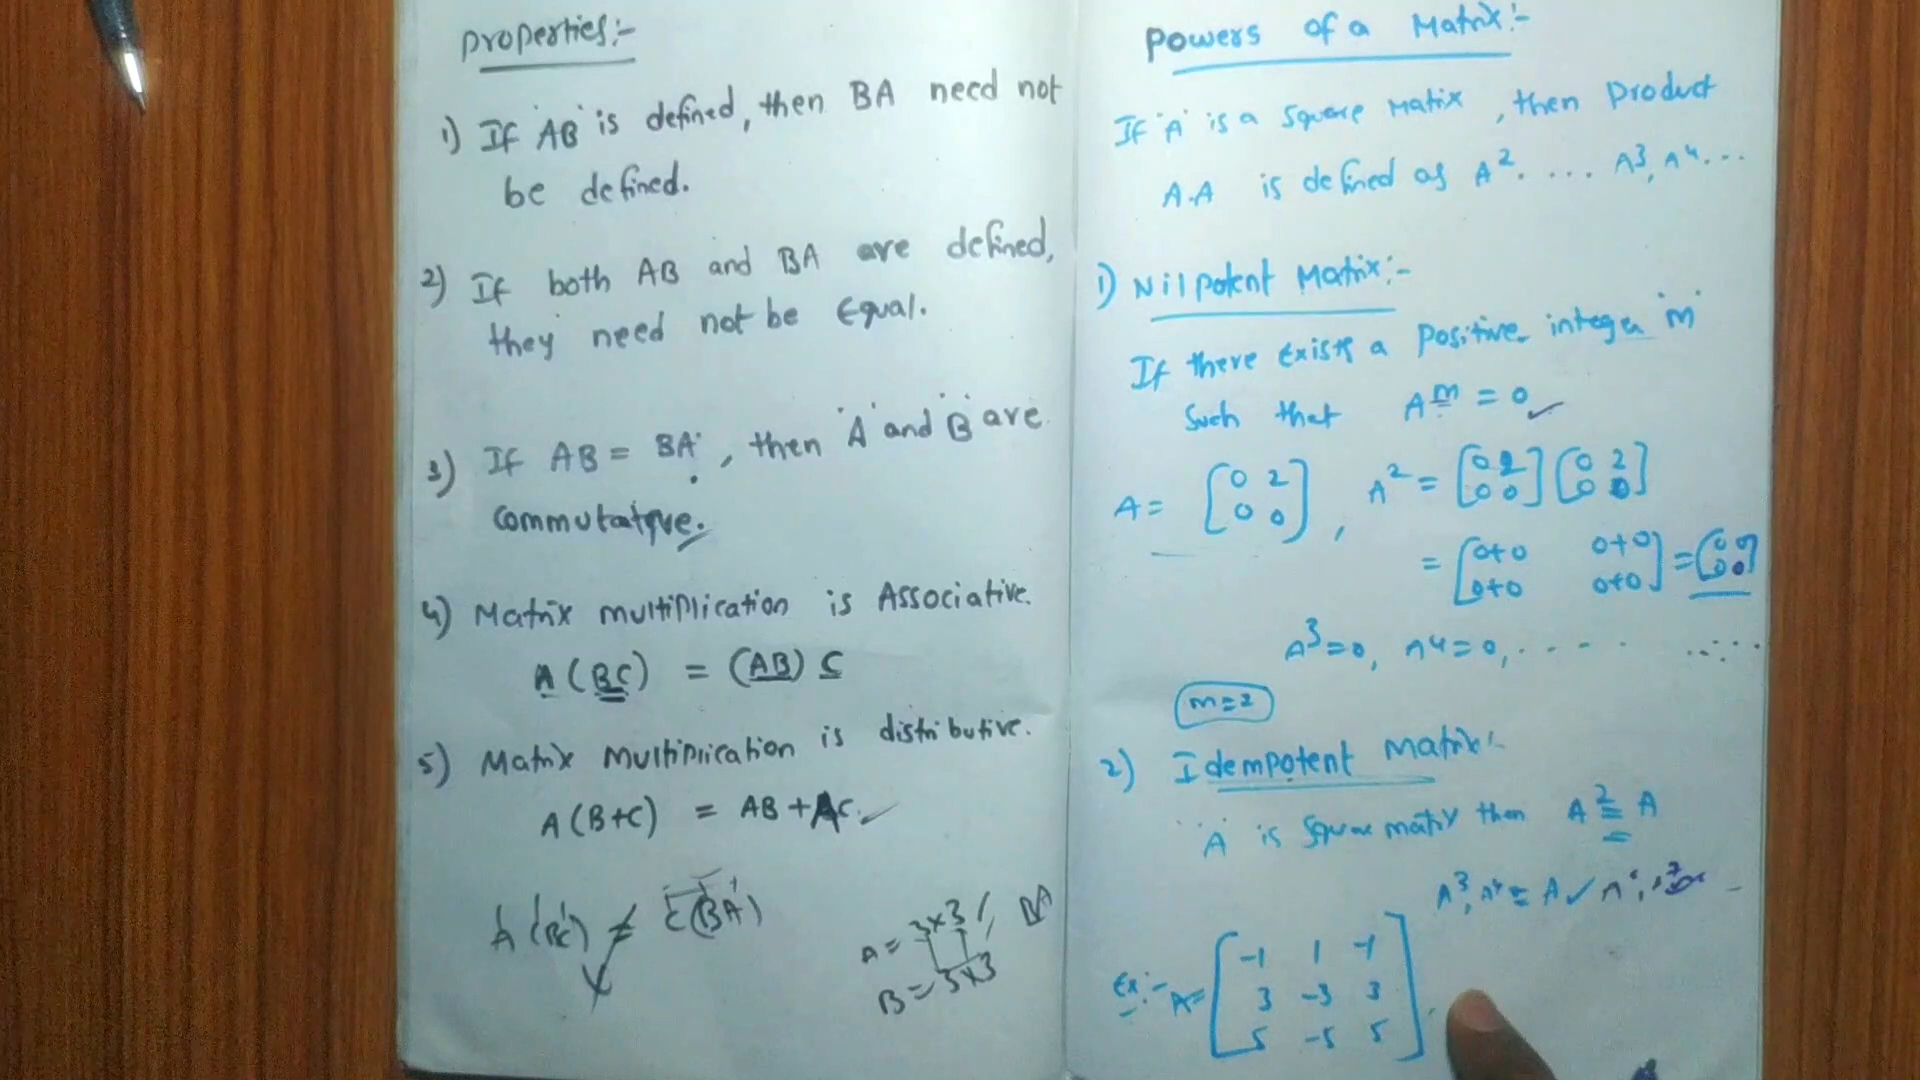 Properties:-
1) If 'AB' is defined, then BA need not
be defined.
2) If both AB and BA are defined,
they need not be Equal.
3) If AB = BA, then 'A' and 'B' are
commutative.
4) Matrix multiplication is Associative.
A (BC) = (AB) C
5) Matrix Multiplication is distributive.
A (B+C) = AB + AC.
A (BC) ≠ C(BA)
A = 3x3 BA
B = 3x3
Powers of a Matrix:-
If 'A' is a Square Matrix, then Product
A.A is defined as A². ... A³, A⁴...
1) Nilpotent Matrix:-
If there exists a Positive integer 'm'
Such that A^m = 0
A = [0 2
0 0], A² = [0 2
0 0] [0 2
0 0]
= [0+0 0+0
0+0 0+0] = [0 0
0 0]
A³=0, A⁴=0, ....
m=2
2) Idempotent Matrix:-
'A' is Square matrix then A² = A
A³, A⁴ = A
Ex:- A = [-1 1 -1
3 -3 3
5 -5 5]